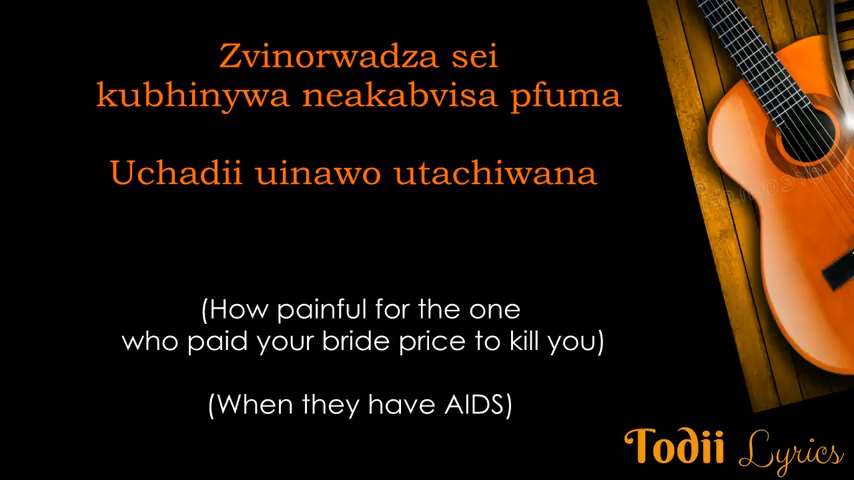 Zvinorwadza sei
kubhinywa neakabvisa pfuma
Uchadii uinawo utachiwana
(How painful for the one
who paid your bride price to kill you)
(When they have AIDS)
Todii Lyrics